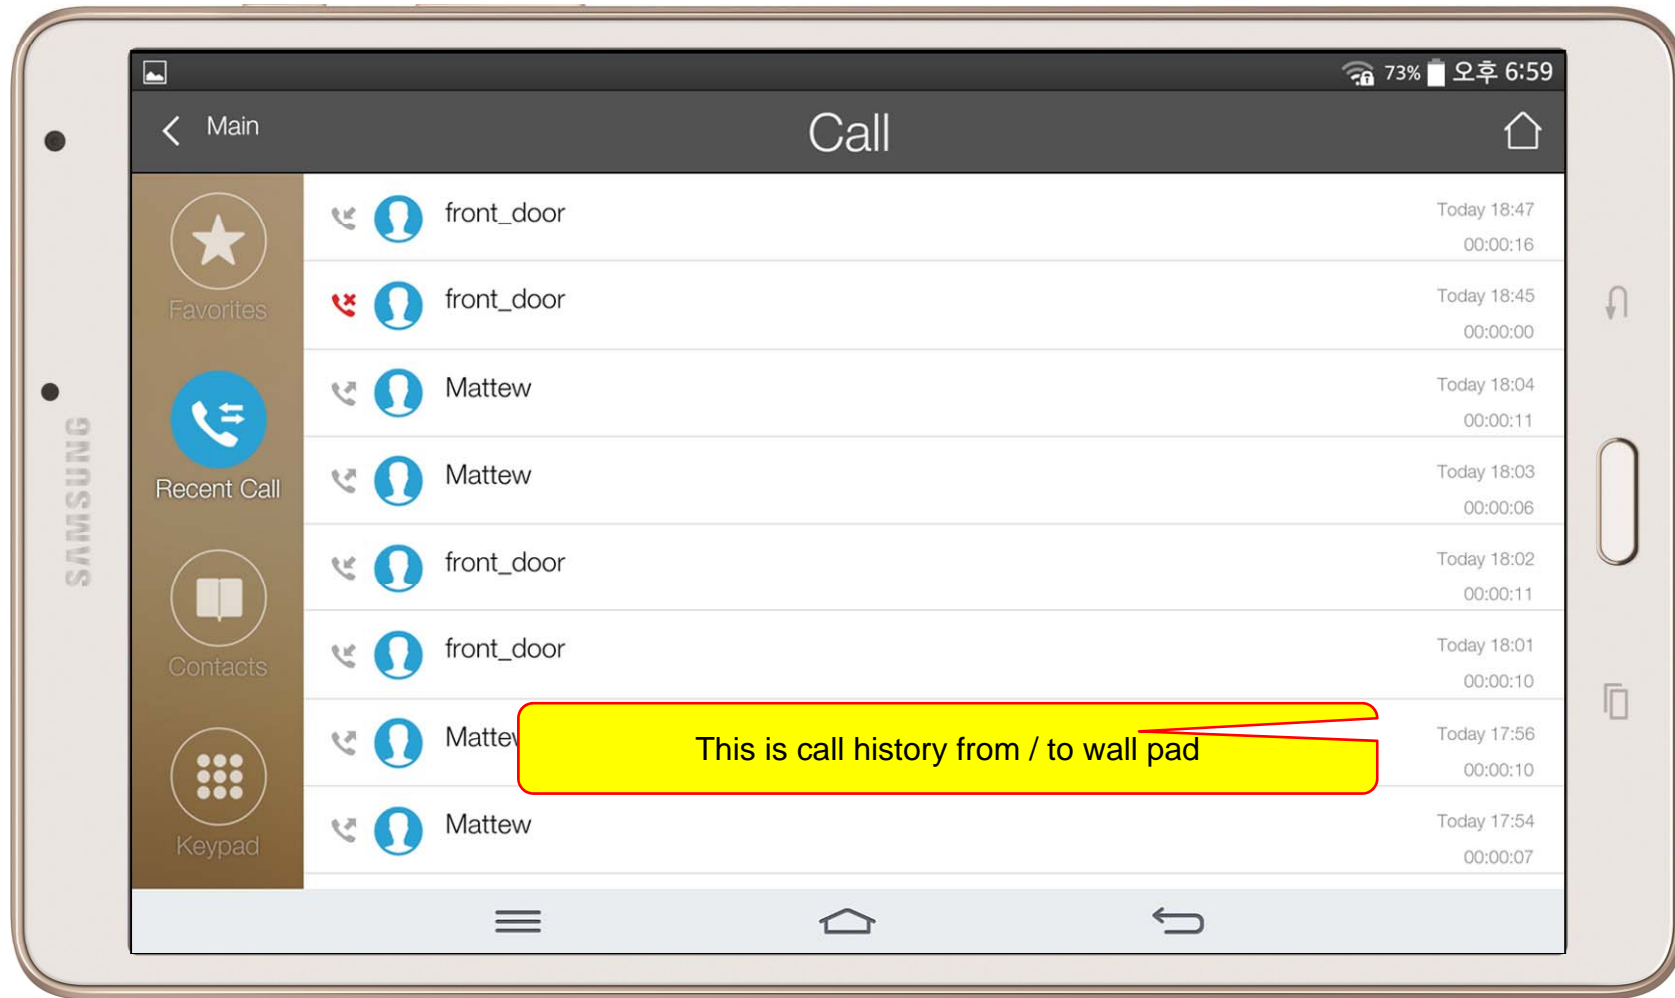 73% 오후 6:59
Main
Call
front_door
Today 18:47
00:00:16
Favorites
front_door
Today 18:45
00:00:00
Mattew
Today 18:04
00:00:11
Recent Call
Mattew
Today 18:03
00:00:06
front_door
Today 18:02
00:00:11
Contacts
front_door
Today 18:01
00:00:10
Mattew
This is call history from / to wall pad
Today 17:56
00:00:10
Keypad
Mattew
Today 17:54
00:00:07
SAMSUNG